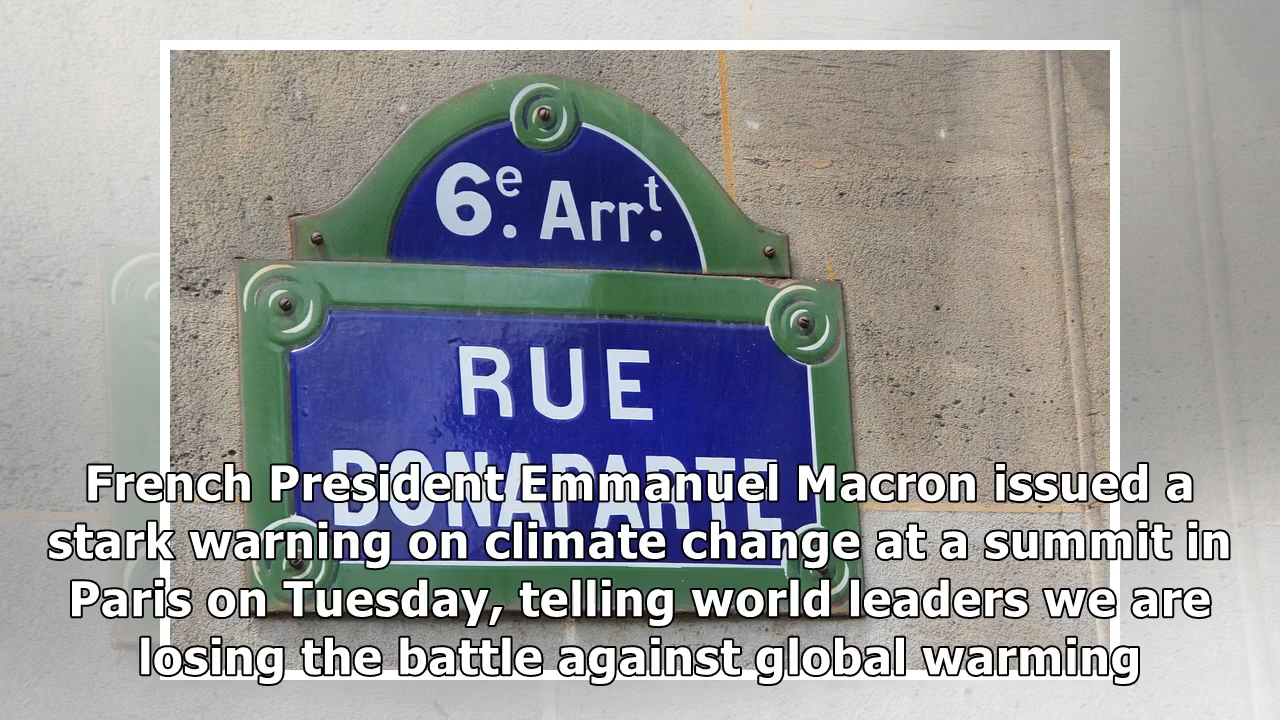 6e. Arrt.
RUE
BONAPARTE
French President Emmanuel Macron issued a
stark warning on climate change at a summit in
Paris on Tuesday, telling world leaders we are
losing the battle against global warming